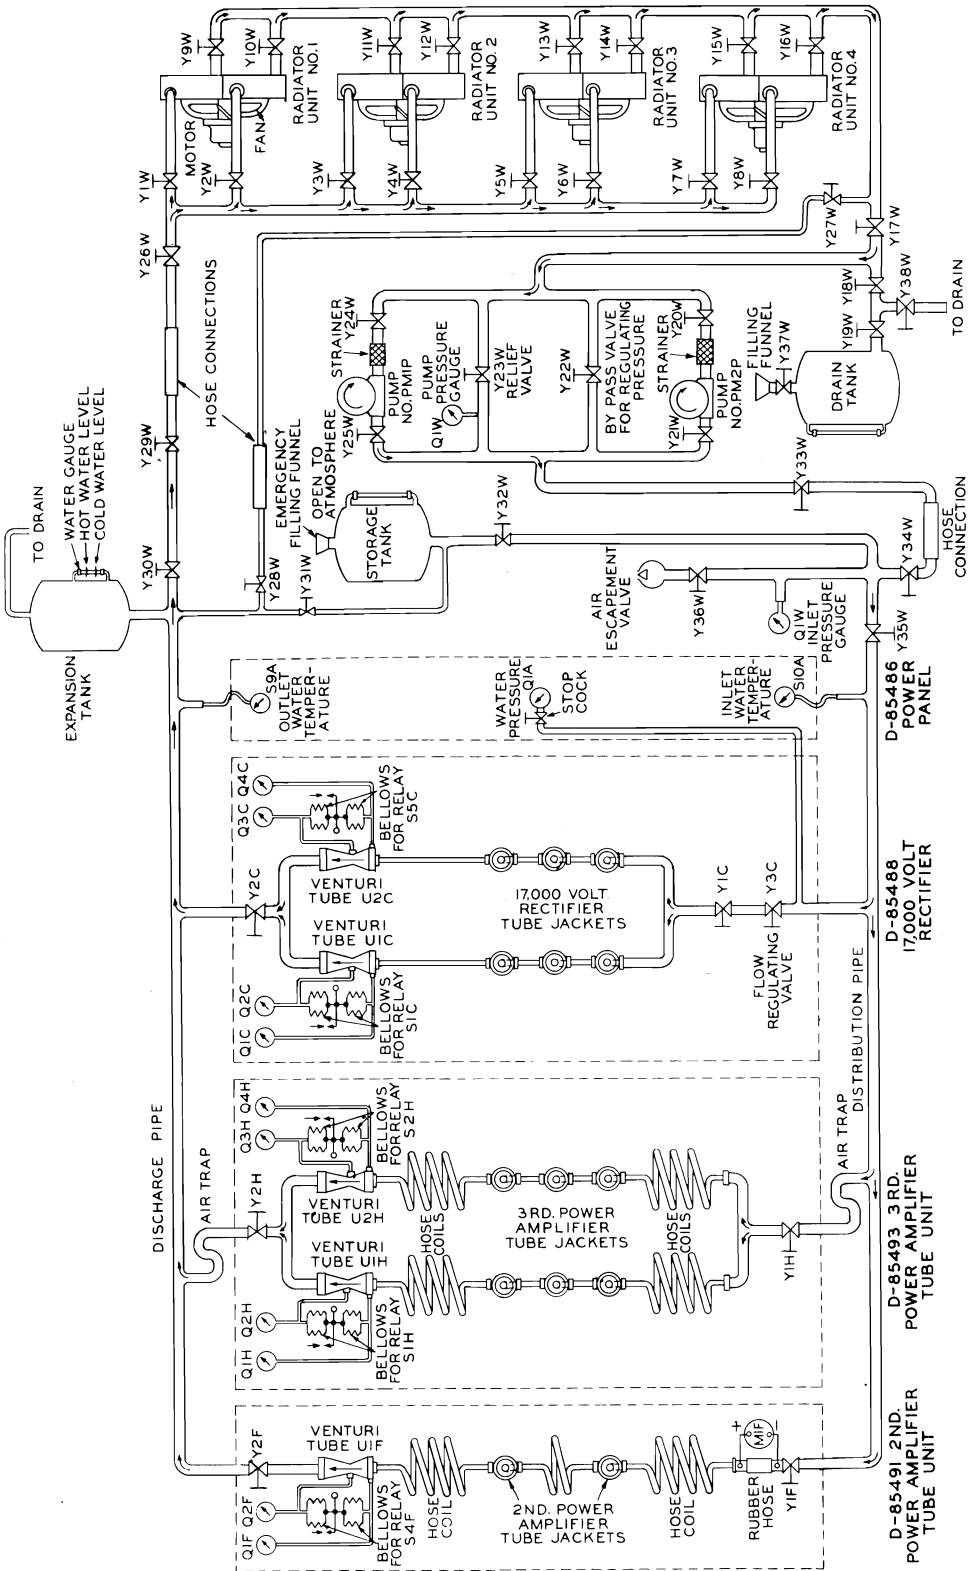 TO DRAIN
WATER GAUGE
HOT WATER LEVEL
COLD WATER LEVEL
EXPANSION
TANK
Y30W
Y29W
HOSE CONNECTIONS
Y26W
Y1W
MOTOR
Y2W
FAN
Y9W
Y10W
RADIATOR
UNIT NO.1
Y3W
Y4W
Y11W
Y12W
RADIATOR
UNIT NO.2
Y5W
Y6W
Y13W
Y14W
RADIATOR
UNIT NO.3
Y7W
Y8W
Y15W
Y16W
RADIATOR
UNIT NO.4
Y27W
Y17W
Y18W
Y38W
TO DRAIN
Y19W
DRAIN
TANK
FILLING
FUNNEL
Y37W
STRAINER
Y24W
PUMP
NO.PM1P
Y25W
PUMP
PRESSURE
GAUGE
Q1W
Y23W
RELIEF
VALVE
Y22W
BY PASS VALVE
FOR REGULATING
PRESSURE
STRAINER
Y20W
PUMP
NO.PM2P
Y21W
Y28W
EMERGENCY
FILLING FUNNEL
OPEN TO
ATMOSPHERE
Y31W
STORAGE
TANK
Y32W
Y33W
HOSE
CONNECTION
Y34W
AIR
ESCAPEMENT
VALVE
Y36W
Q1W
INLET
PRESSURE
GAUGE
Y35W
S9A
OUTLET
WATER
TEMPER-
ATURE
WATER
PRESSURE
Q1A
STOP
COCK
INLET
WATER
TEMPER-
ATURE
S10A
D-85486
POWER
PANEL
Q4C
Q3C
BELLOWS
FOR RELAY
S5C
Y2C
VENTURI
TUBE U2C
VENTURI
TUBE U1C
Q2C
Q1C
BELLOWS
FOR RELAY
S1C
17,000 VOLT
RECTIFIER
TUBE JACKETS
Y1C
Y3C
FLOW
REGULATING
VALVE
D-85488
17,000 VOLT
RECTIFIER
DISTRIBUTION PIPE
DISCHARGE PIPE
AIR TRAP
Y2H
Q4H
Q3H
BELLOWS
FOR RELAY
S2H
VENTURI
TUBE U2H
VENTURI
TUBE U1H
Q2H
Q1H
BELLOWS
FOR RELAY
S1H
HOSE
COILS
3RD. POWER
AMPLIFIER
TUBE JACKETS
HOSE
COILS
Y1H
AIR TRAP
D-85493 3RD.
POWER AMPLIFIER
TUBE UNIT
Y2F
VENTURI
TUBE U1F
Q2F
Q1F
BELLOWS
FOR RELAY
S4F
HOSE
COIL
2ND. POWER
AMPLIFIER
TUBE JACKETS
HOSE
COIL
RUBBER
HOSE
+
M1F
-
Y1F
D-85491 2ND.
POWER AMPLIFIER
TUBE UNIT